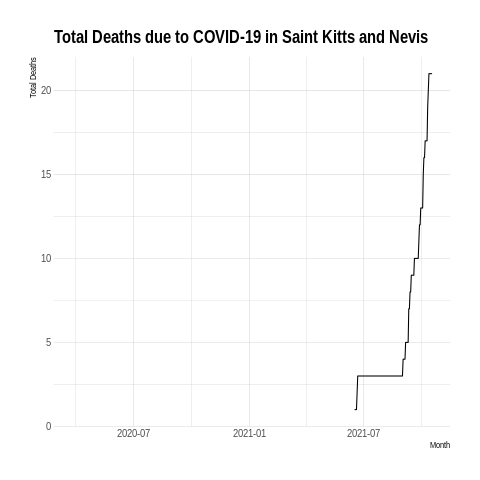 Total Deaths due to COVID-19 in Saint Kitts and Nevis
Total Deaths
20
15
10
5
0
2020-07 2021-01 2021-07
Month